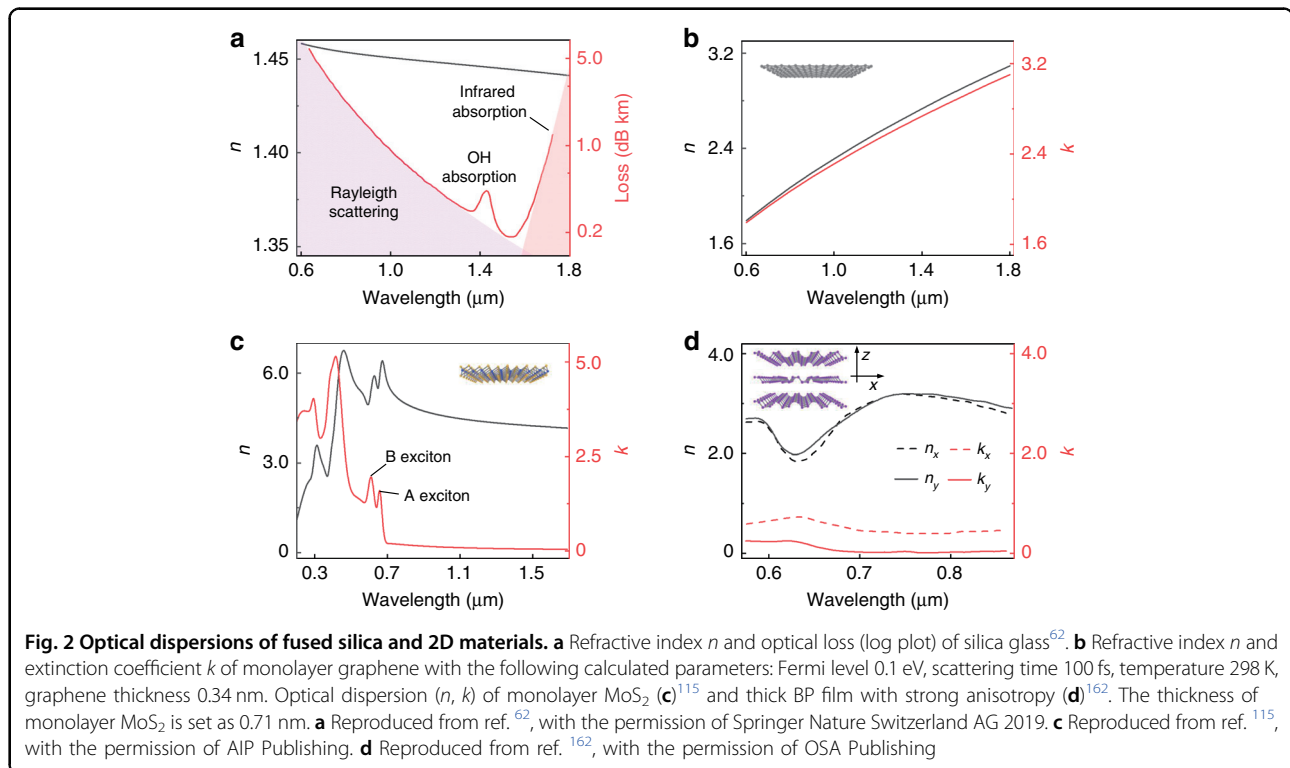 a
1.45
1.40
1.35
n
0.6
1.0
1.4
1.8
Wavelength (μm)
5.0
1.0
0.2
Loss (dB km)
Infrared
absorption
OH
absorption
Rayleigth
scattering
b
3.2
2.8
2.4
2.0
1.6
n
0.6
1.0
1.4
1.8
Wavelength (μm)
3.2
2.4
1.6
k
c
6.0
3.0
0
n
0.3
0.7
1.1
1.5
Wavelength (μm)
5.0
2.5
0
k
B exciton
A exciton
d
4.0
2.0
0
n
0.6
0.7
0.8
Wavelength (μm)
4.0
2.0
0
k
z
x
nx kx
ny ky
Fig. 2 Optical dispersions of fused silica and 2D materials. a Refractive index n and optical loss (log plot) of silica glass62. b Refractive index n and
extinction coefficient k of monolayer graphene with the following calculated parameters: Fermi level 0.1 eV, scattering time 100 fs, temperature 298 K,
graphene thickness 0.34 nm. Optical dispersion (n, k) of monolayer MoS2 (c)115 and thick BP film with strong anisotropy (d)162. The thickness of
monolayer MoS2 is set as 0.71 nm. a Reproduced from ref. 62, with the permission of Springer Nature Switzerland AG 2019. c Reproduced from ref. 115,
with the permission of AIP Publishing. d Reproduced from ref. 162, with the permission of OSA Publishing